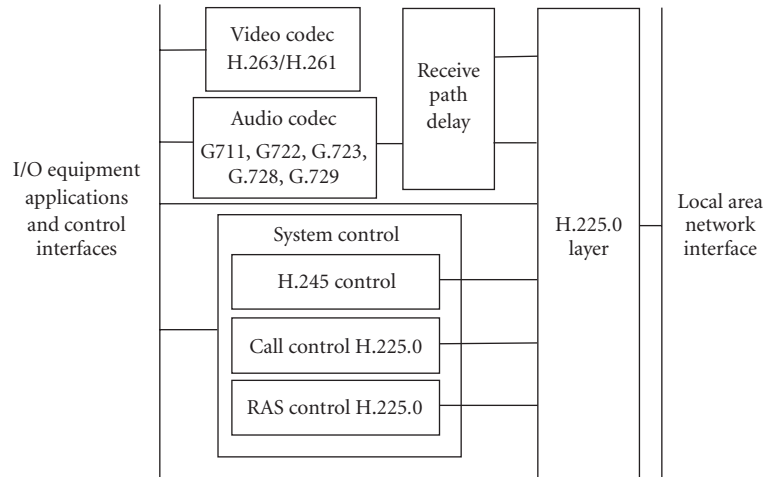 I/O equipment
applications
and control
interfaces
Video codec
H.263/H.261
Audio codec
G711, G722, G.723,
G.728, G.729
Receive
path
delay
System control
H.245 control
Call control H.225.0
RAS control H.225.0
H.225.0
layer
Local area
network
interface